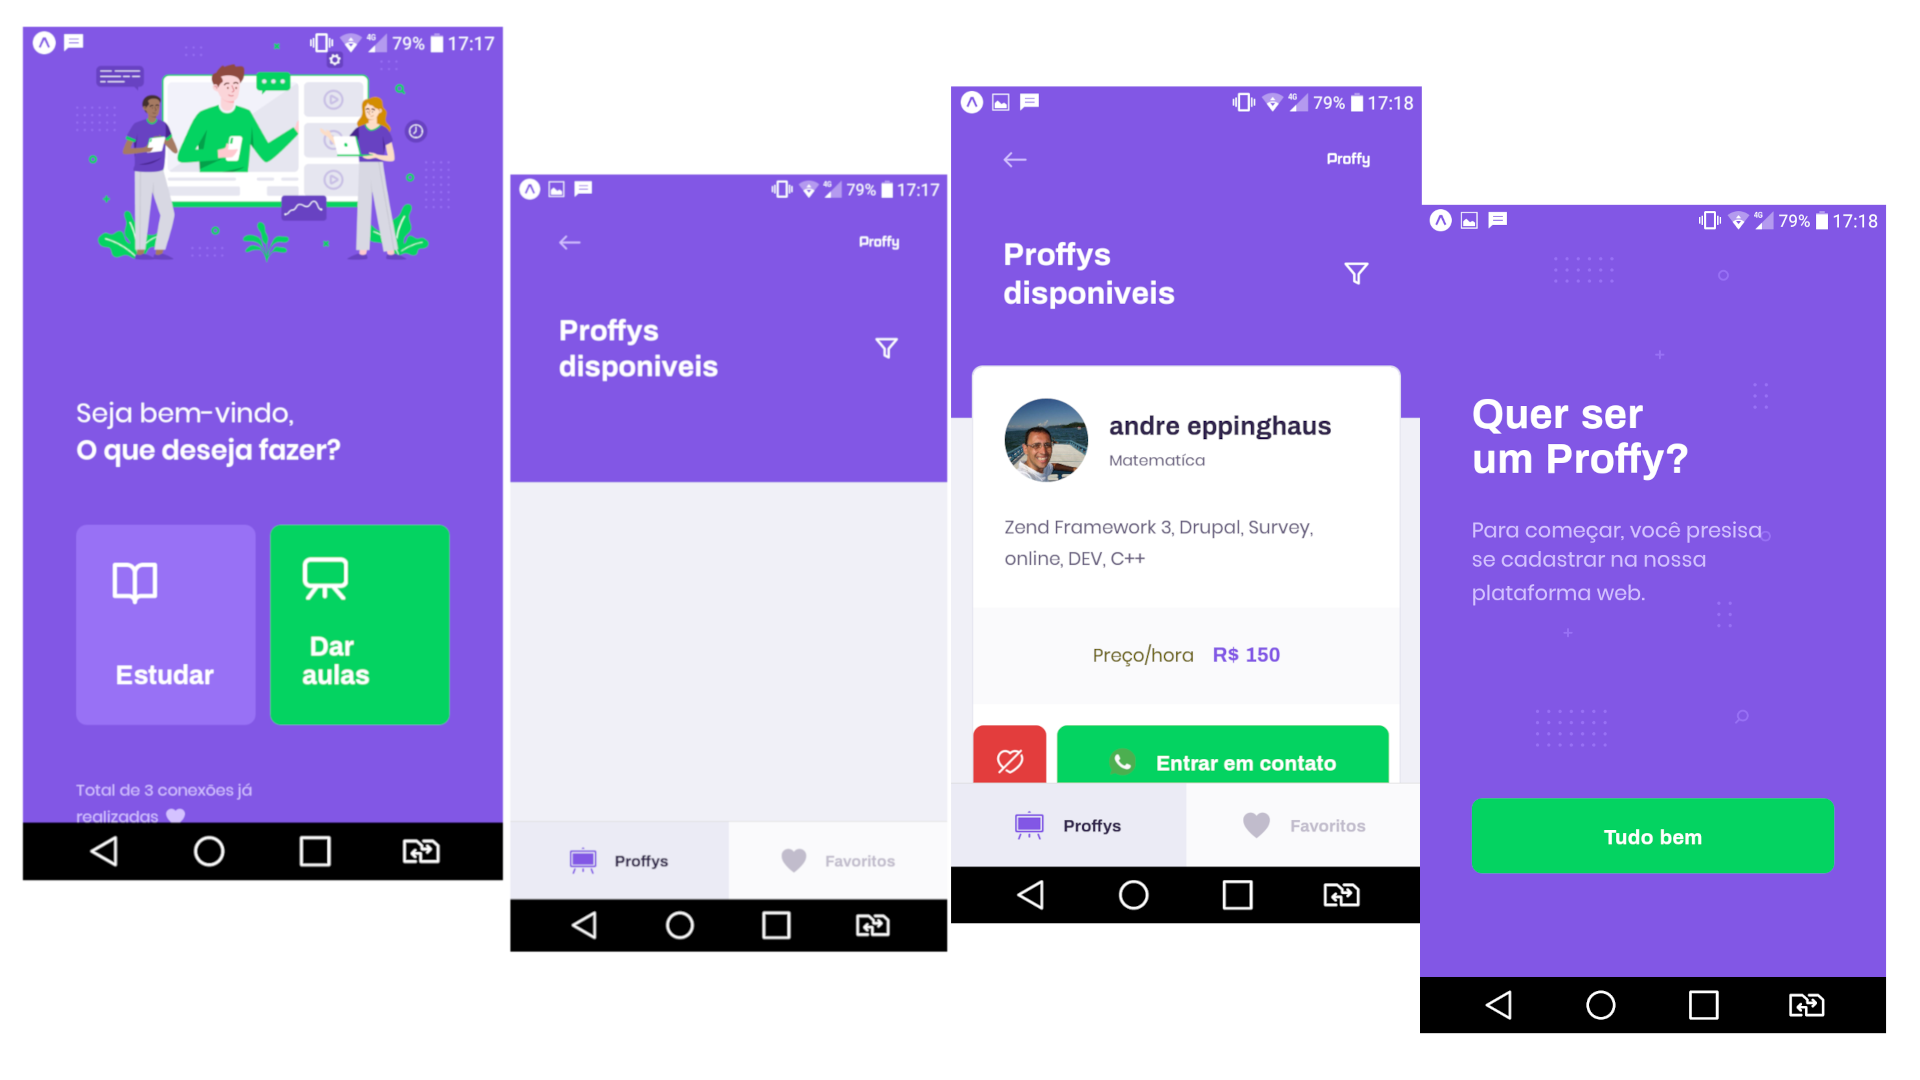 79% 17:17
Seja bem-vindo,
O que deseja fazer?
Estudar
Dar
aulas
Total de 3 conexões já
realizadas
4G 79% 17:17
Proffy
Proffys
disponiveis
Proffys
Favoritos
4G 79% 17:18
Proffy
Proffys
disponiveis
andre eppinghaus
Matematíca
Zend Framework 3, Drupal, Survey,
online, DEV, C++
Preço/hora R$ 150
Entrar em contato
Proffys
Favoritos
4G 79% 17:18
Quer ser
um Proffy?
Para começar, você presisa
se cadastrar na nossa
plataforma web.
Tudo bem